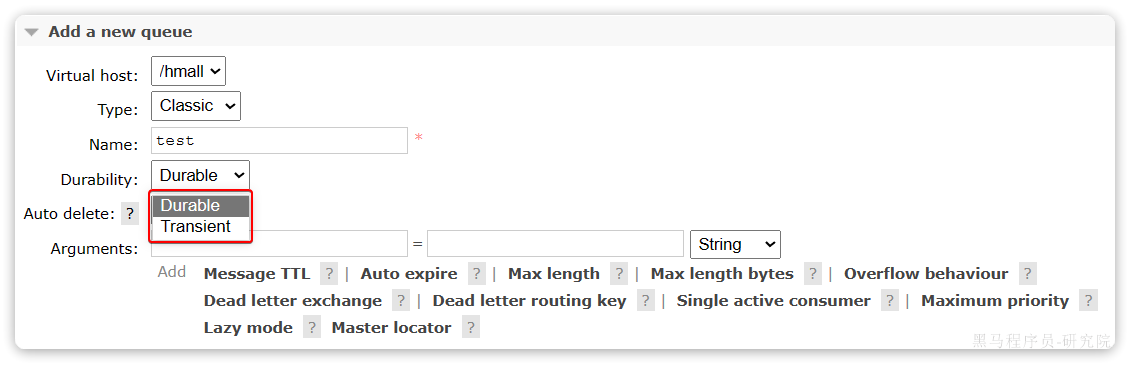 Add a new queue
Virtual host: /hmall
Type: Classic
Name: test *
Durability: Durable
Durable
Auto delete: ?
Transient
Arguments: = String
Add Message TTL ? | Auto expire ? | Max length ? | Max length bytes ? | Overflow behaviour ?
Dead letter exchange ? | Dead letter routing key ? | Single active consumer ? | Maximum priority ?
Lazy mode ? Master locator ?
黑马程序员-研究院